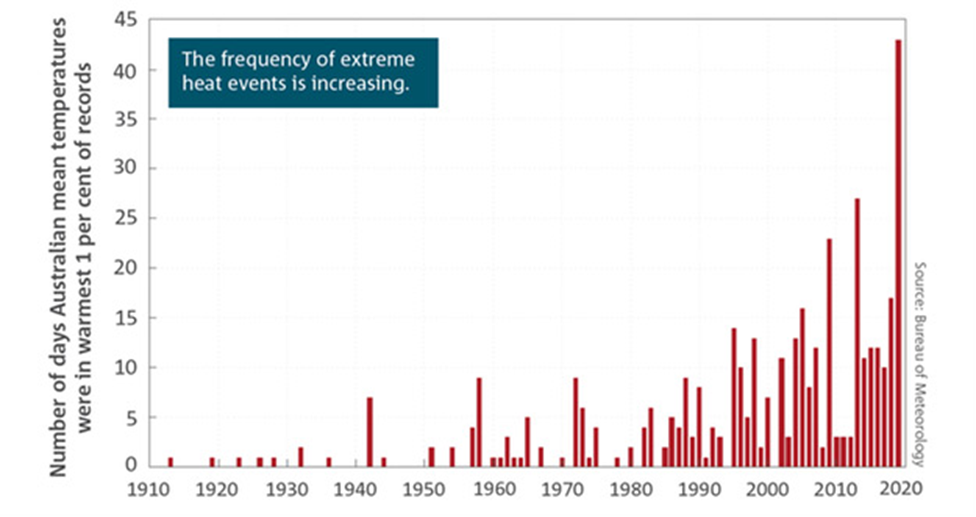 Number of days Australian mean temperatures
were in warmest 1 per cent of records
45
40
35
30
25
20
15
10
5
0
The frequency of extreme
heat events is increasing.
1910 1920 1930 1940 1950 1960 1970 1980 1990 2000 2010 2020
Source: Bureau of Meteorology